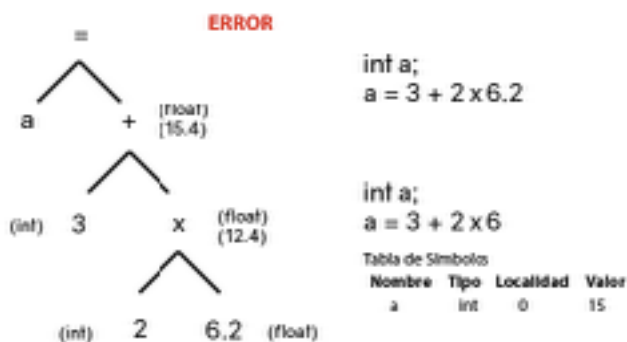 ERROR
=
a + (float)
(15.4)
(int) 3 x (float)
(12.4)
(int) 2 6.2 (float)
int a;
a = 3 + 2 x 6.2
int a;
a = 3 + 2 x 6
Tabla de Símbolos
Nombre Tipo Localidad Valor
a int 0 15